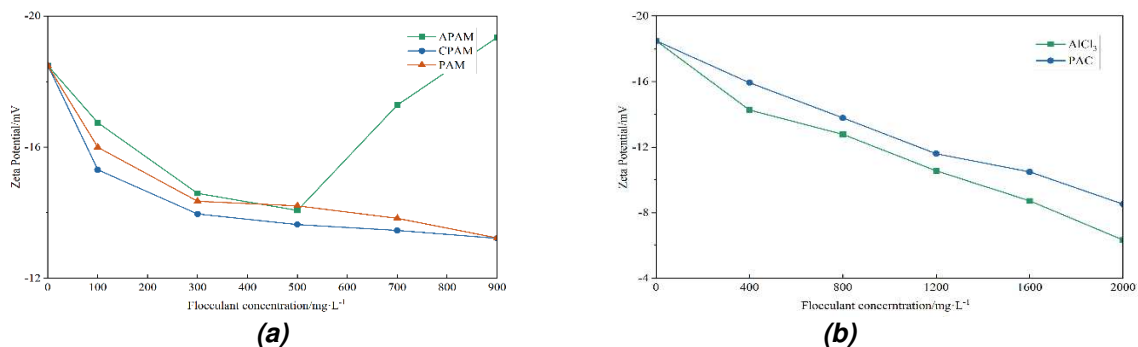 -20
-16
-12
Zeta Potential/mV
APAM
CPAM
PAM
0 100 200 300 400 500 600 700 800 900
Flocculant concentration/mg·L⁻¹
(a)
-20
-16
-12
-8
-4
Zeta Potential/mV
AlCl₃
PAC
0 400 800 1200 1600 2000
Flocculant concerntration/mg·L⁻¹
(b)